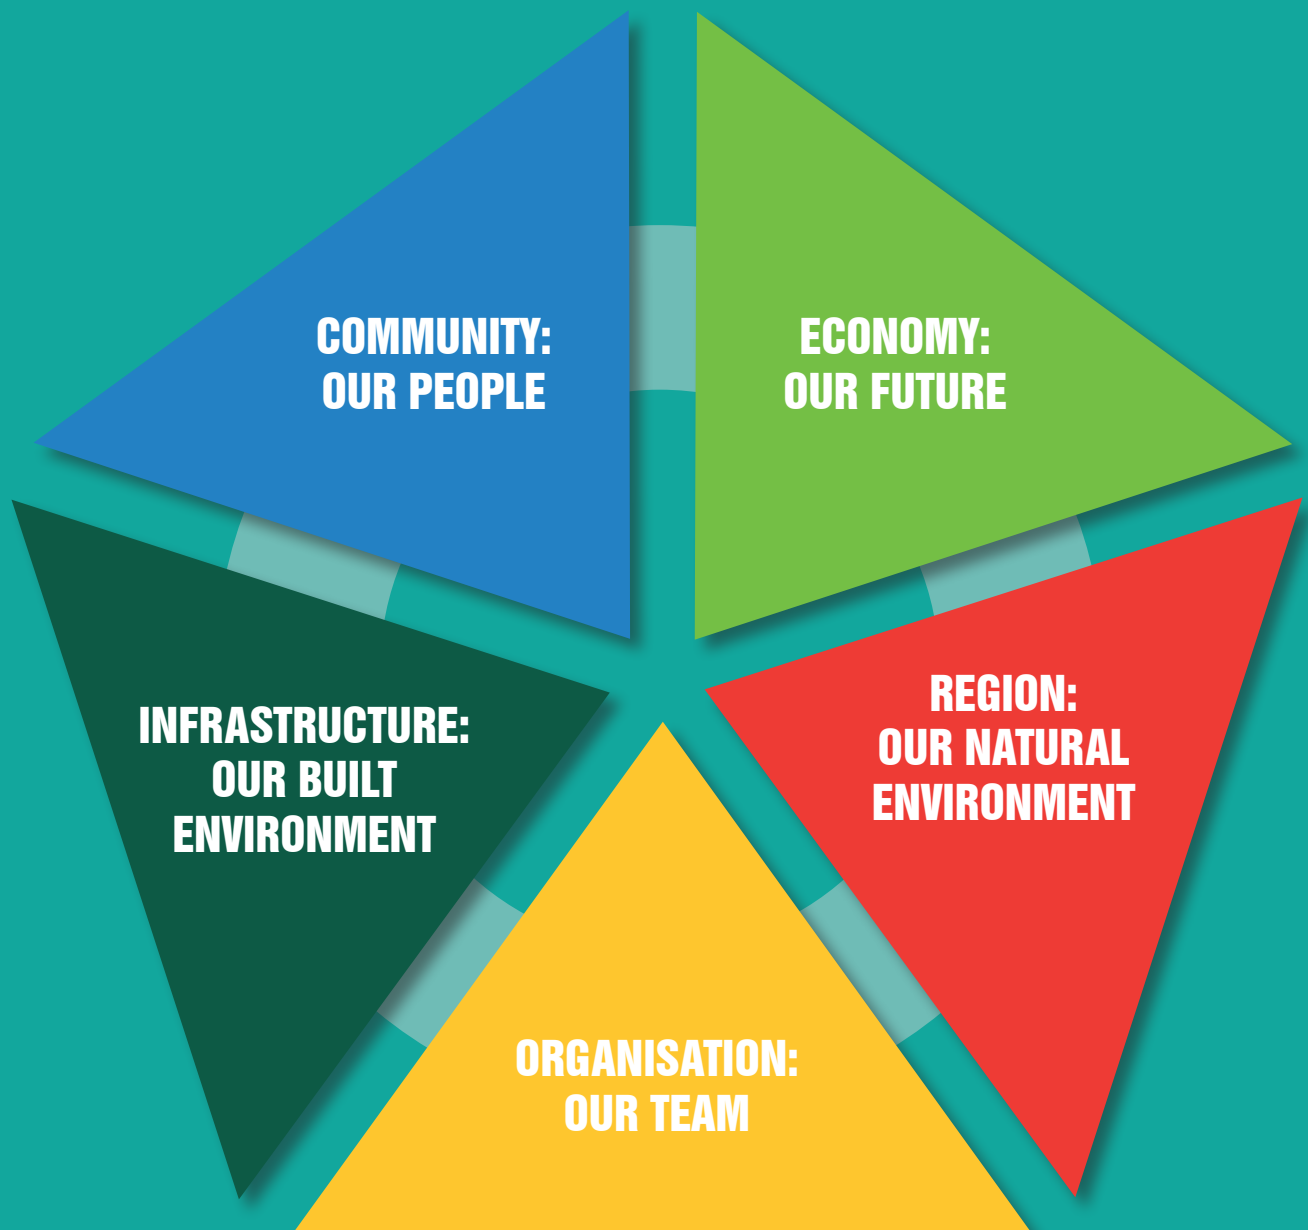 COMMUNITY:
OUR PEOPLE
ECONOMY:
OUR FUTURE
INFRASTRUCTURE:
OUR BUILT
ENVIRONMENT
REGION:
OUR NATURAL
ENVIRONMENT
ORGANISATION:
OUR TEAM